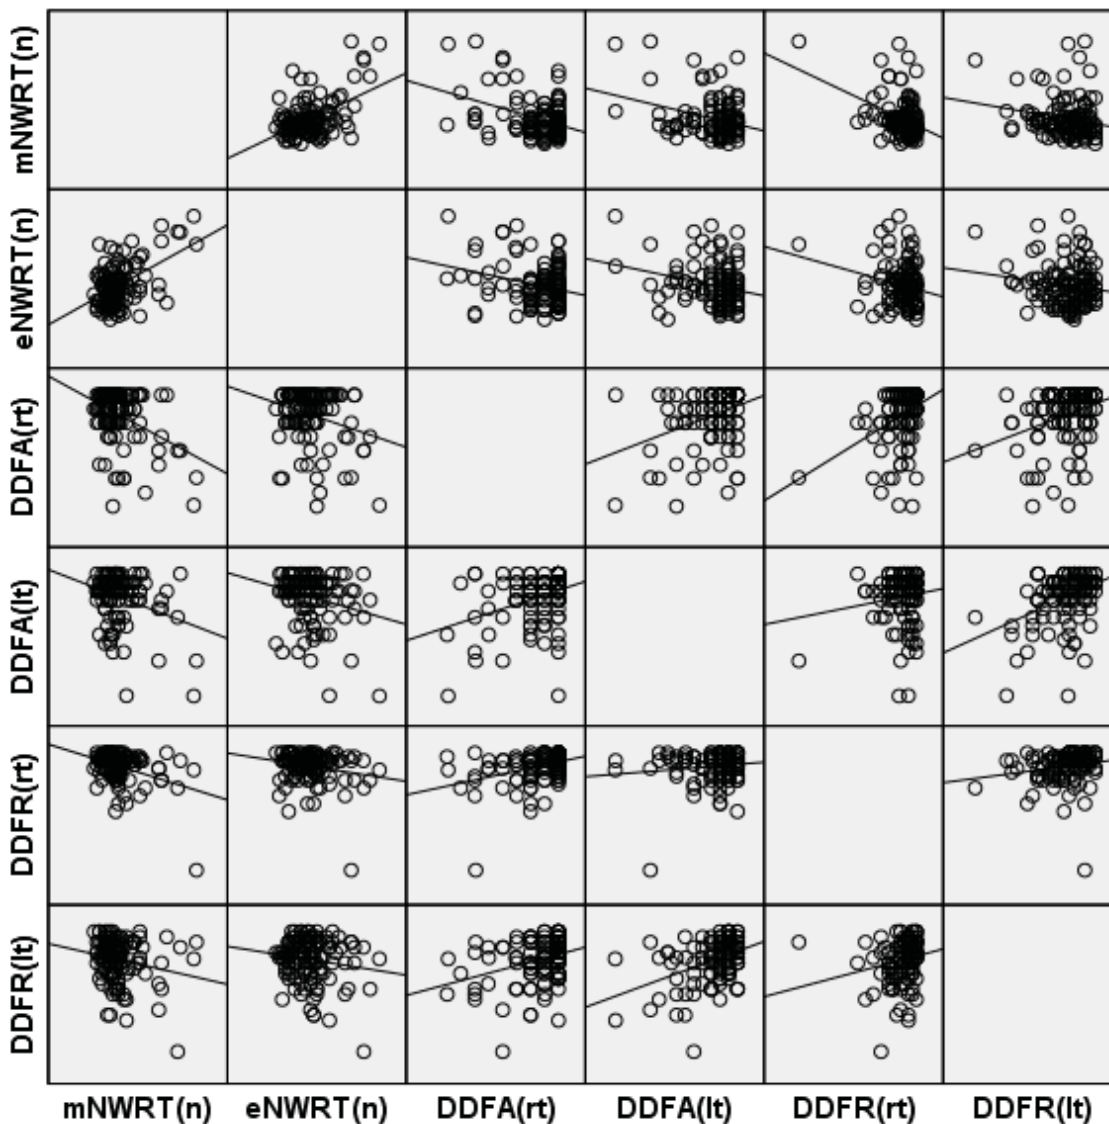 mNWRT(n)
eNWRT(n)
DDFA(rt)
DDFA(lt)
DDFR(rt)
DDFR(lt)
mNWRT(n) eNWRT(n) DDFA(rt) DDFA(lt) DDFR(rt) DDFR(lt)